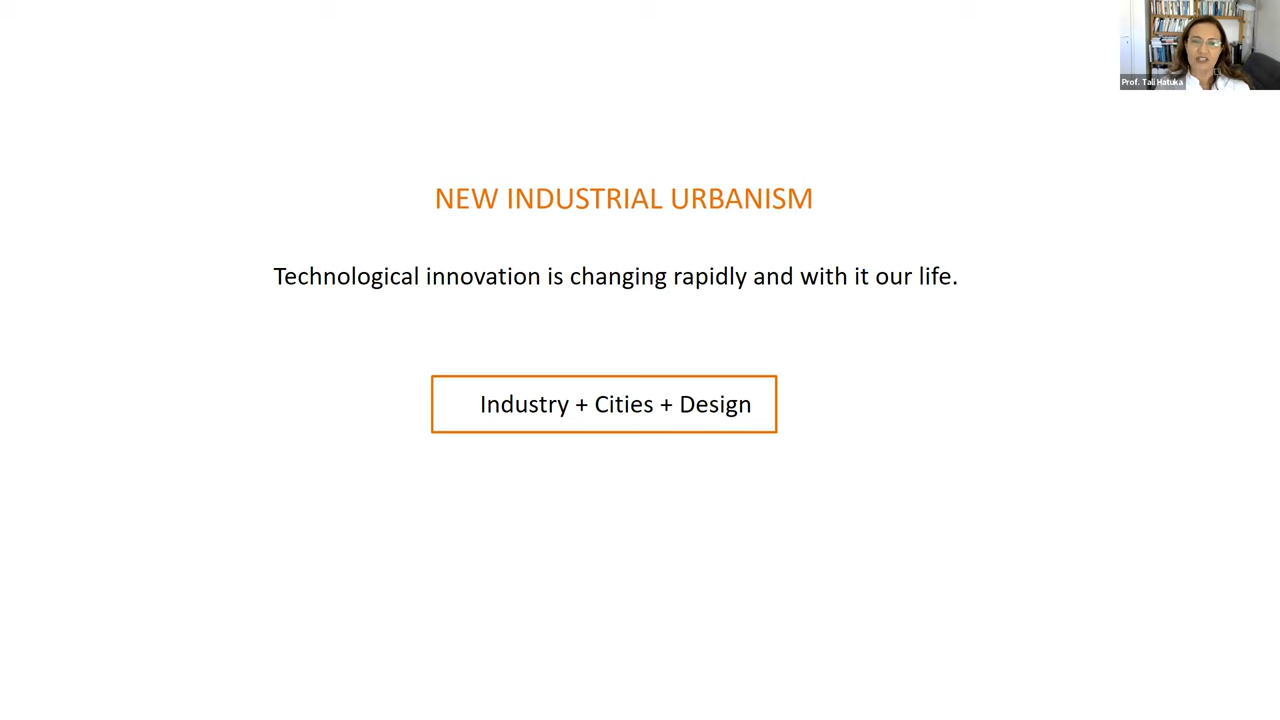 Prof. Tali Hatuka
NEW INDUSTRIAL URBANISM
Technological innovation is changing rapidly and with it our life.
Industry + Cities + Design